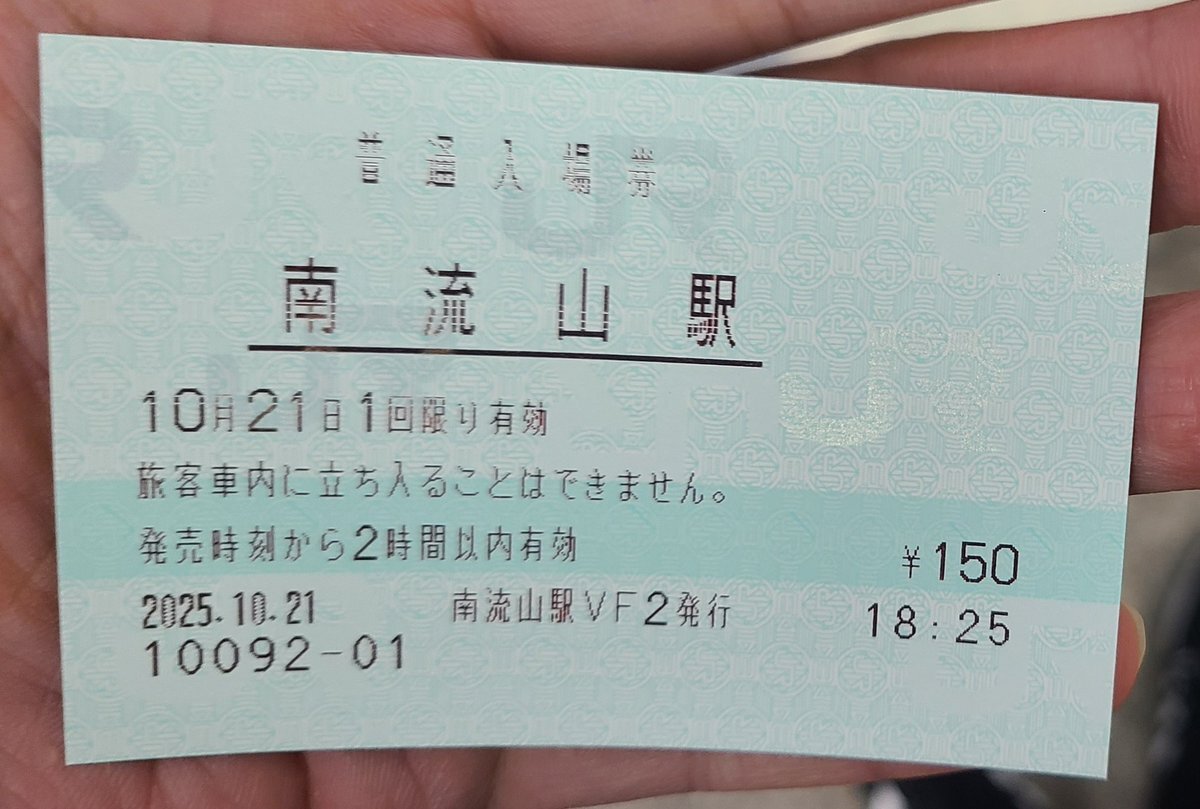 普通入場券
南流山駅
10月21日1回限り有効
旅客車内に立ち入ることはできません。
発売時刻から2時間以内有効
¥150
2025.10.21 南流山駅VF2発行 18:25
10092-01